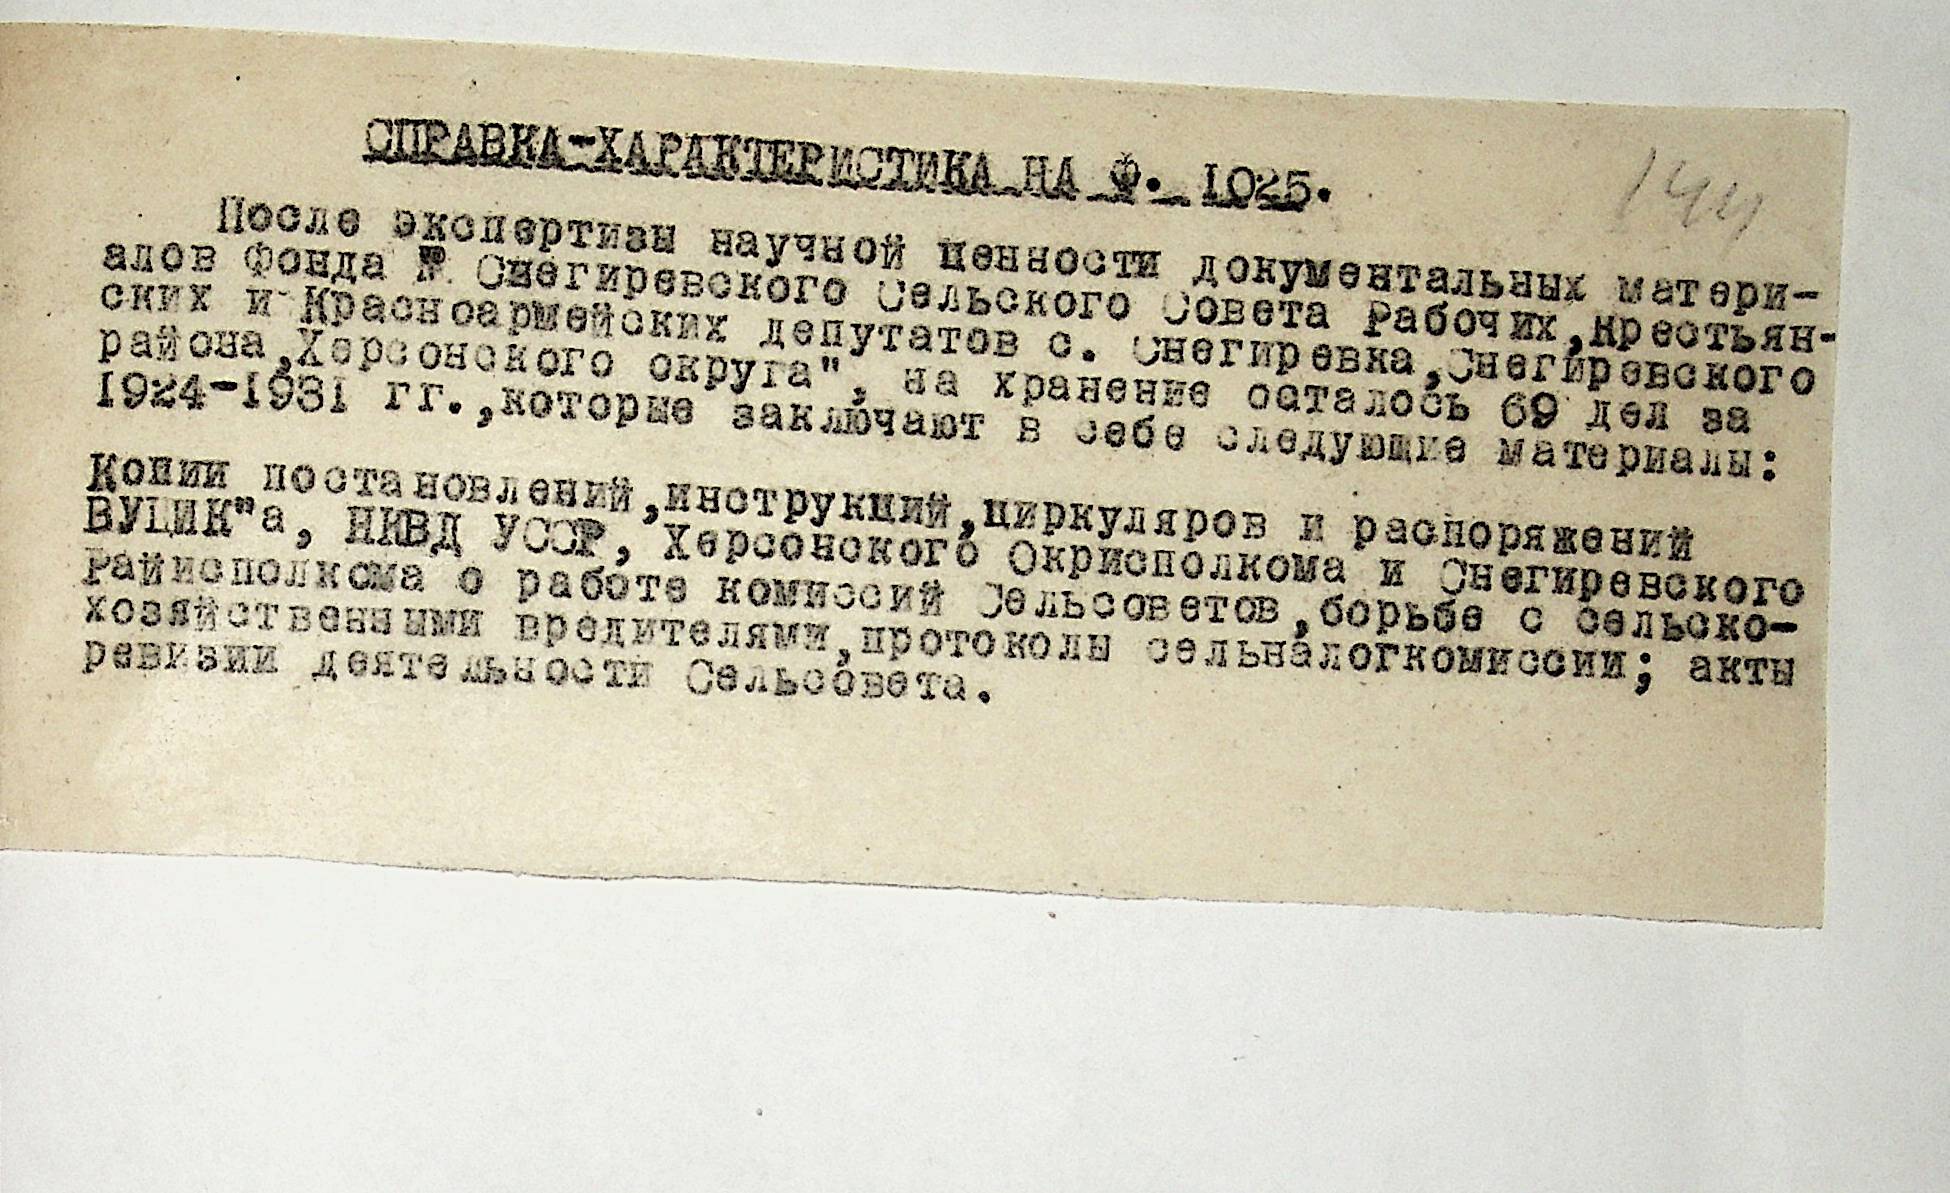 СПРАВКА-ХАРАКТЕРИСТИКА НА Ф. 1025.
144
После экспертизы научной ценности документальных матери-
алов Фонда № Снегиревского Сельского Совета Рабочих,Крестьян-
ских и Красноармейских депутатов с. Снегиревка,Снегиревского
района,Херсонского округа", на хранение осталось 69 дел за
1924-1931 гг.,которые заключают в себе следующие материалы:
Копии постановлений,инструкций,циркуляров и распоряжений
ВУЦИК"а, НКВД УССР, Херсонского Окрисполкома и Снегиревского
Райисполкома о работе комиссий Сельсоветов,борьбе с сельско-
хозяйственными вредителями,протоколы сельналогкомиссии; акты
ревизии деятельности Сельсовета.